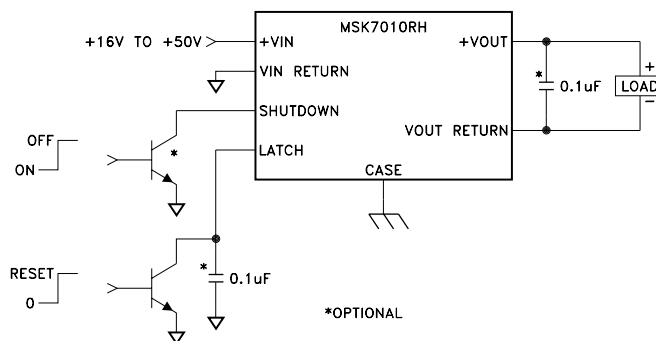 MSK7010RH
+16V TO +50V
+VIN
+VOUT
VIN RETURN
*
0.1uF
+
LOAD
-
SHUTDOWN
VOUT RETURN
OFF
ON
*
LATCH
CASE
RESET
0
*
0.1uF
*OPTIONAL